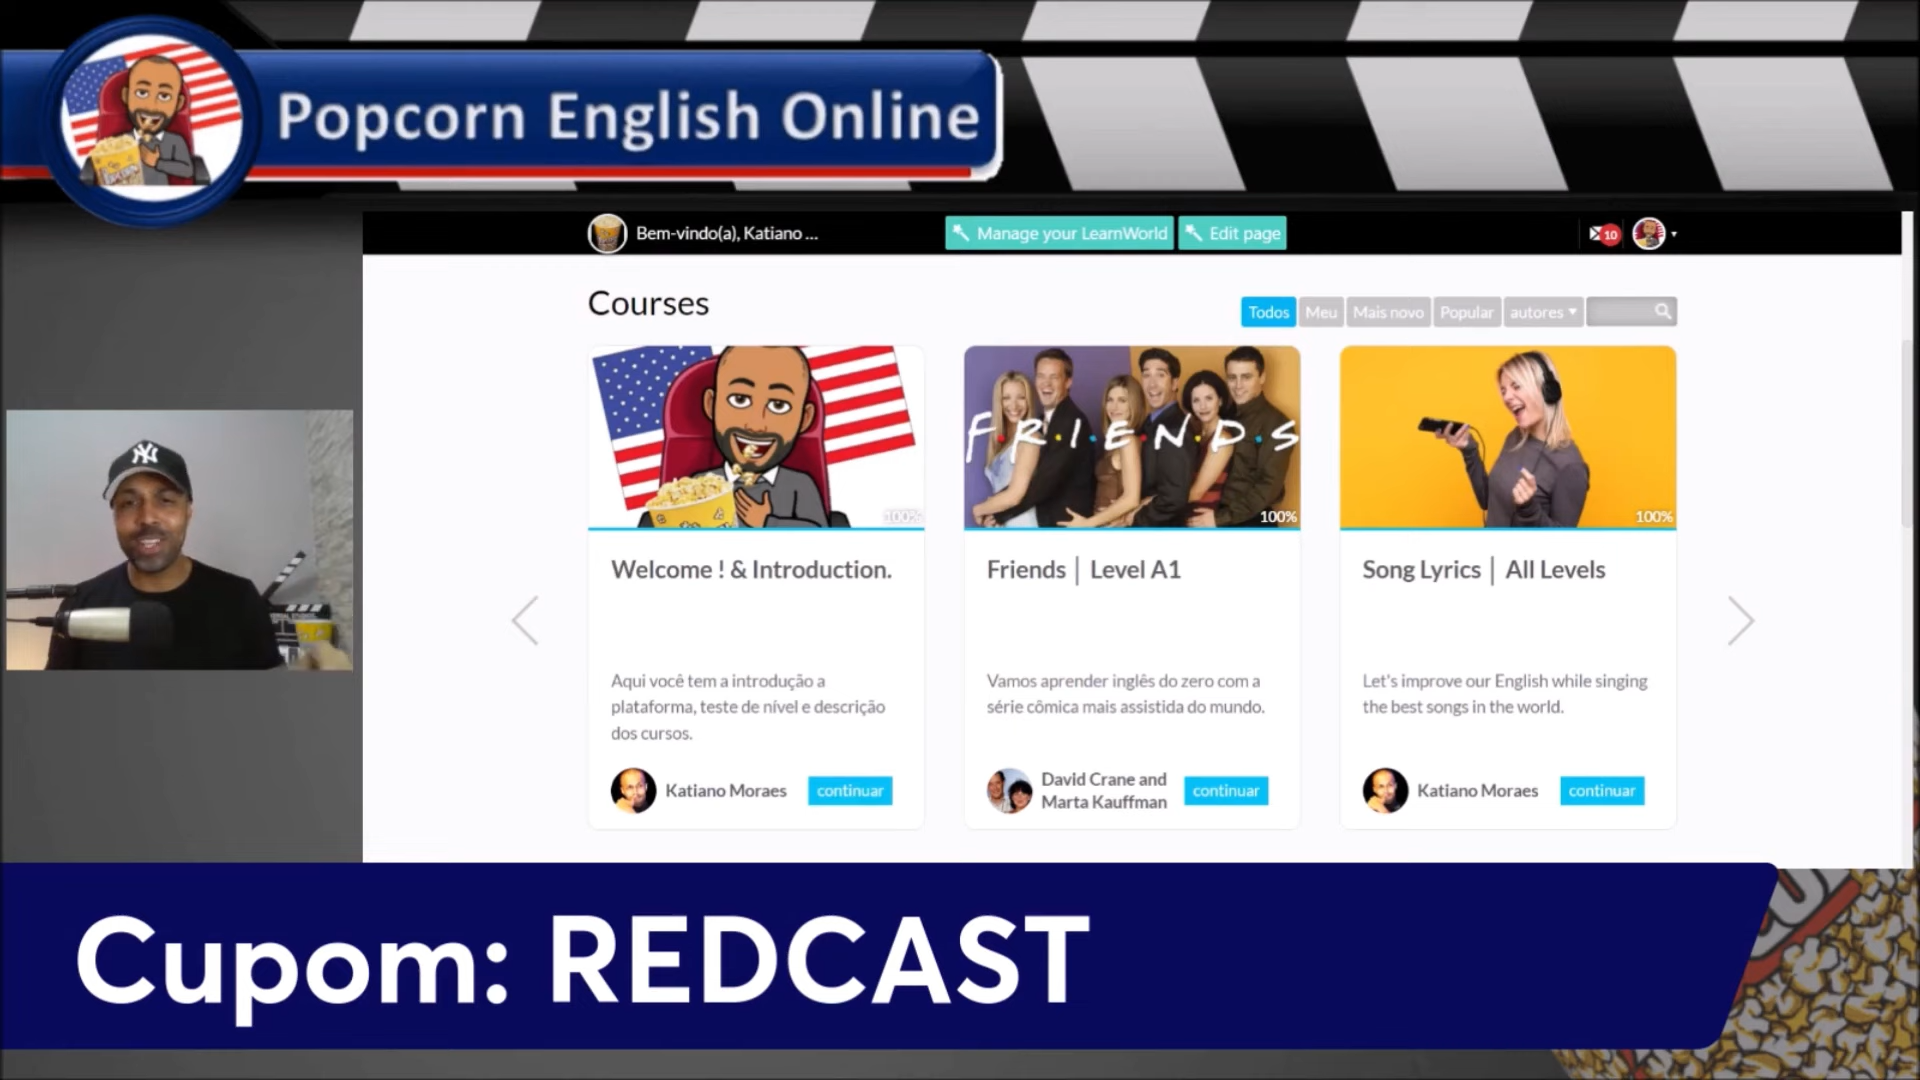 Popcorn English Online
Bem-vindo(a), Katiano ...
Manage your LearnWorld
Edit page
10
Courses
Todos
Meu
Mais novo
Popular
autores
100%
F.R.I.E.N.D.S
100%
100%
Welcome ! & Introduction.
Friends | Level A1
Song Lyrics | All Levels
Aqui você tem a introdução a
plataforma, teste de nível e descrição
dos cursos.
Vamos aprender inglês do zero com a
série cômica mais assistida do mundo.
Let's improve our English while singing
the best songs in the world.
Katiano Moraes
continuar
David Crane and
Marta Kauffman
continuar
Katiano Moraes
continuar
Cupom: REDCAST